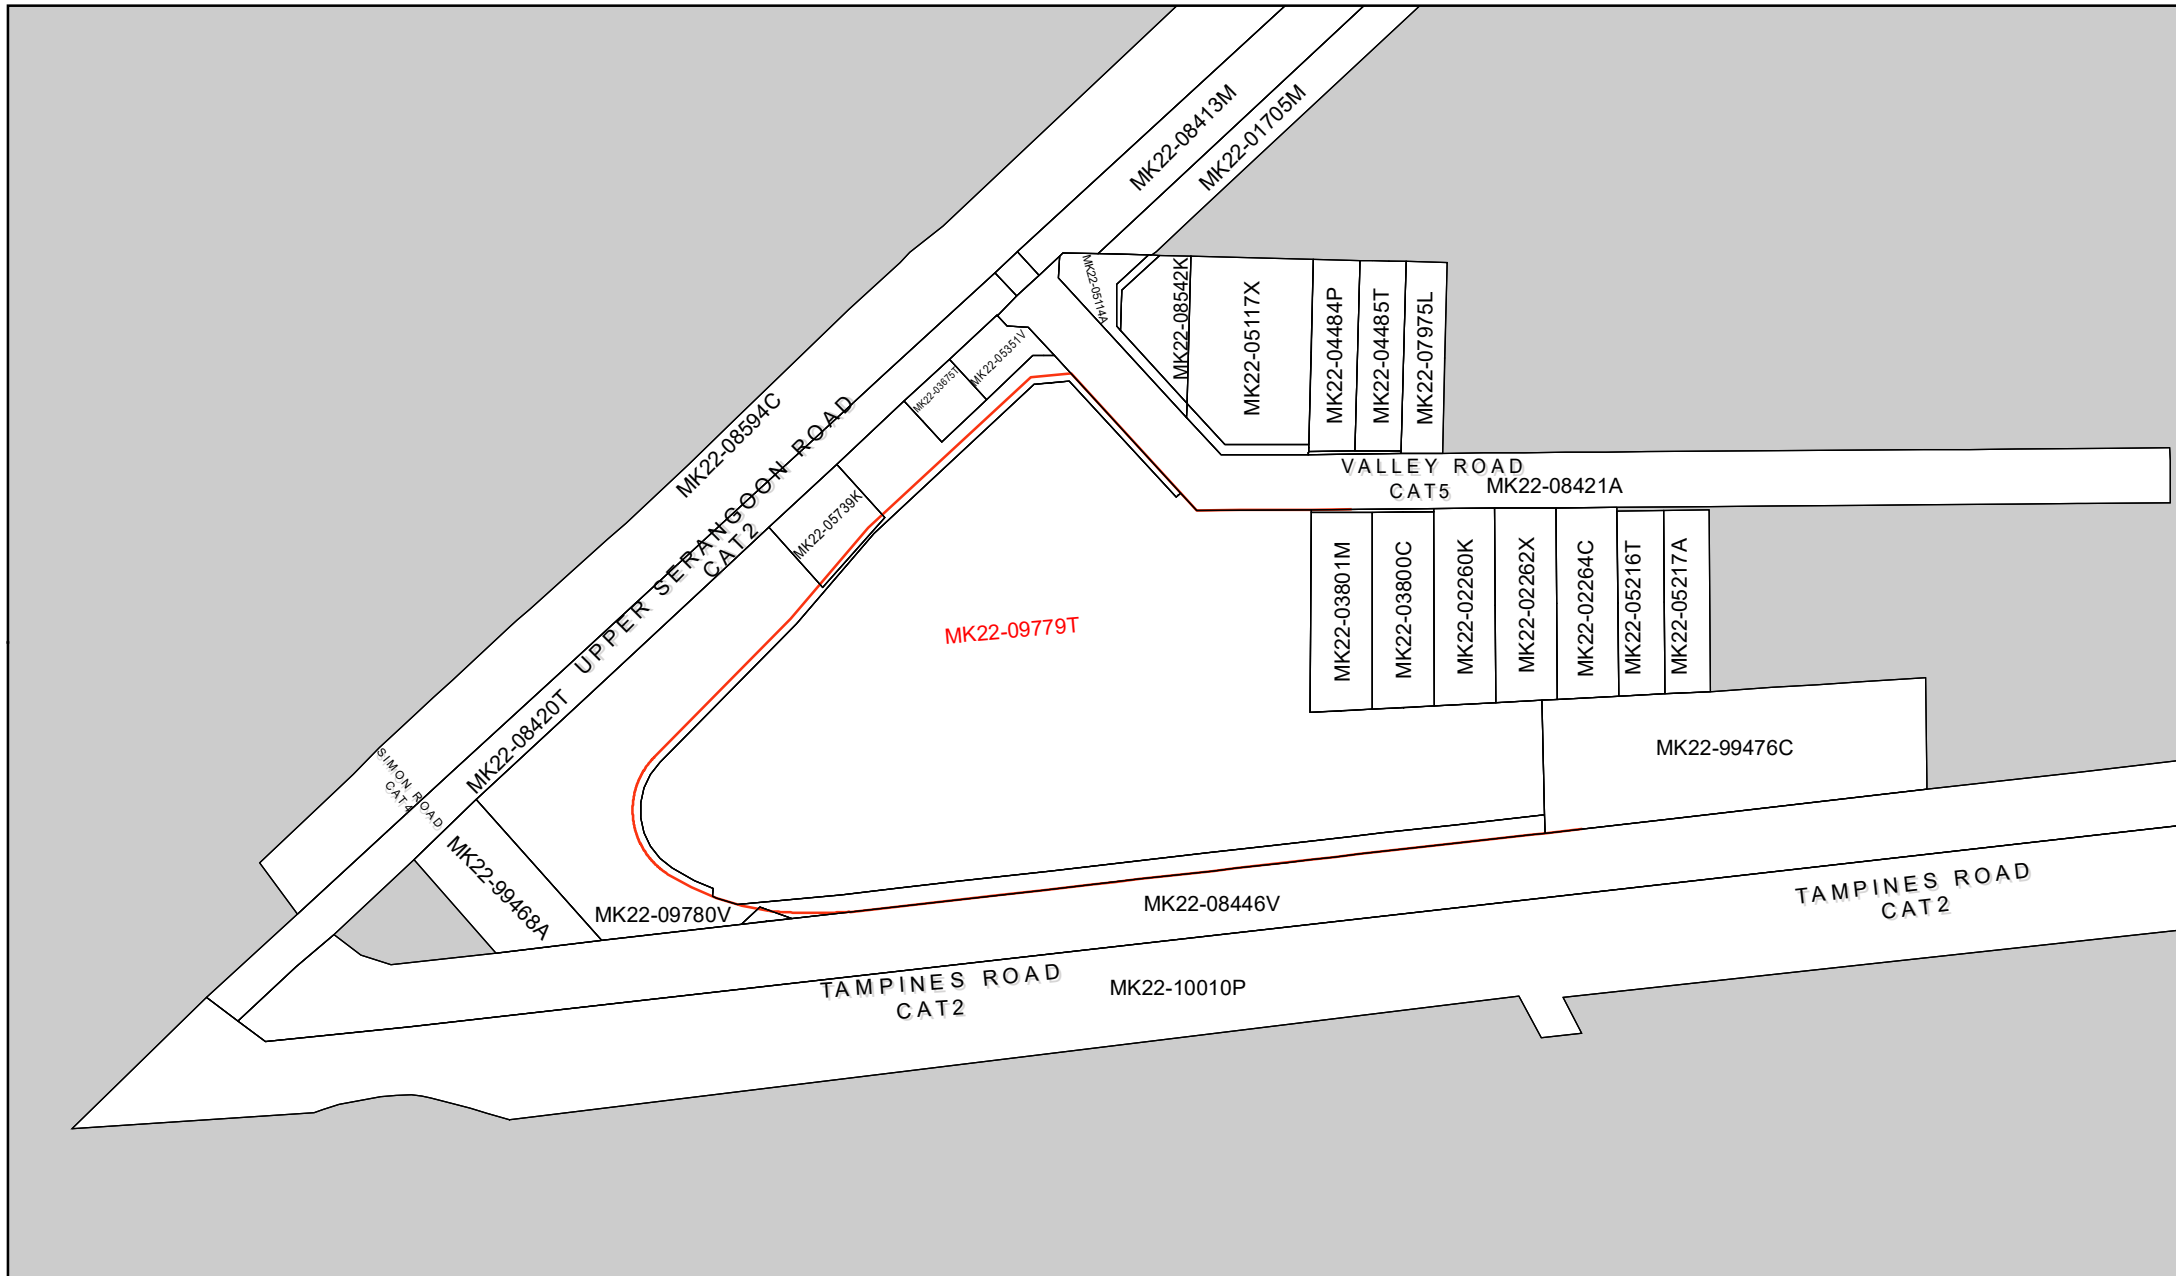 MK22-08413M
MK22-01705M
MK22-05114A
MK22-08542K
MK22-05117X
MK22-04484P
MK22-04485T
MK22-07975L
MK22-05351V
MK22-03675T
MK22-08594C
UPPER SERANGOON ROAD
CAT2
VALLEY ROAD
CAT5
MK22-08421A
MK22-05739K
MK22-03801M
MK22-03800C
MK22-02260K
MK22-02262X
MK22-02264C
MK22-05216T
MK22-05217A
MK22-09779T
MK22-08420T
MK22-99476C
SIMON ROAD
CAT4
MK22-99468A
MK22-09780V
MK22-08446V
TAMPINES ROAD
CAT2
TAMPINES ROAD
CAT2
MK22-10010P